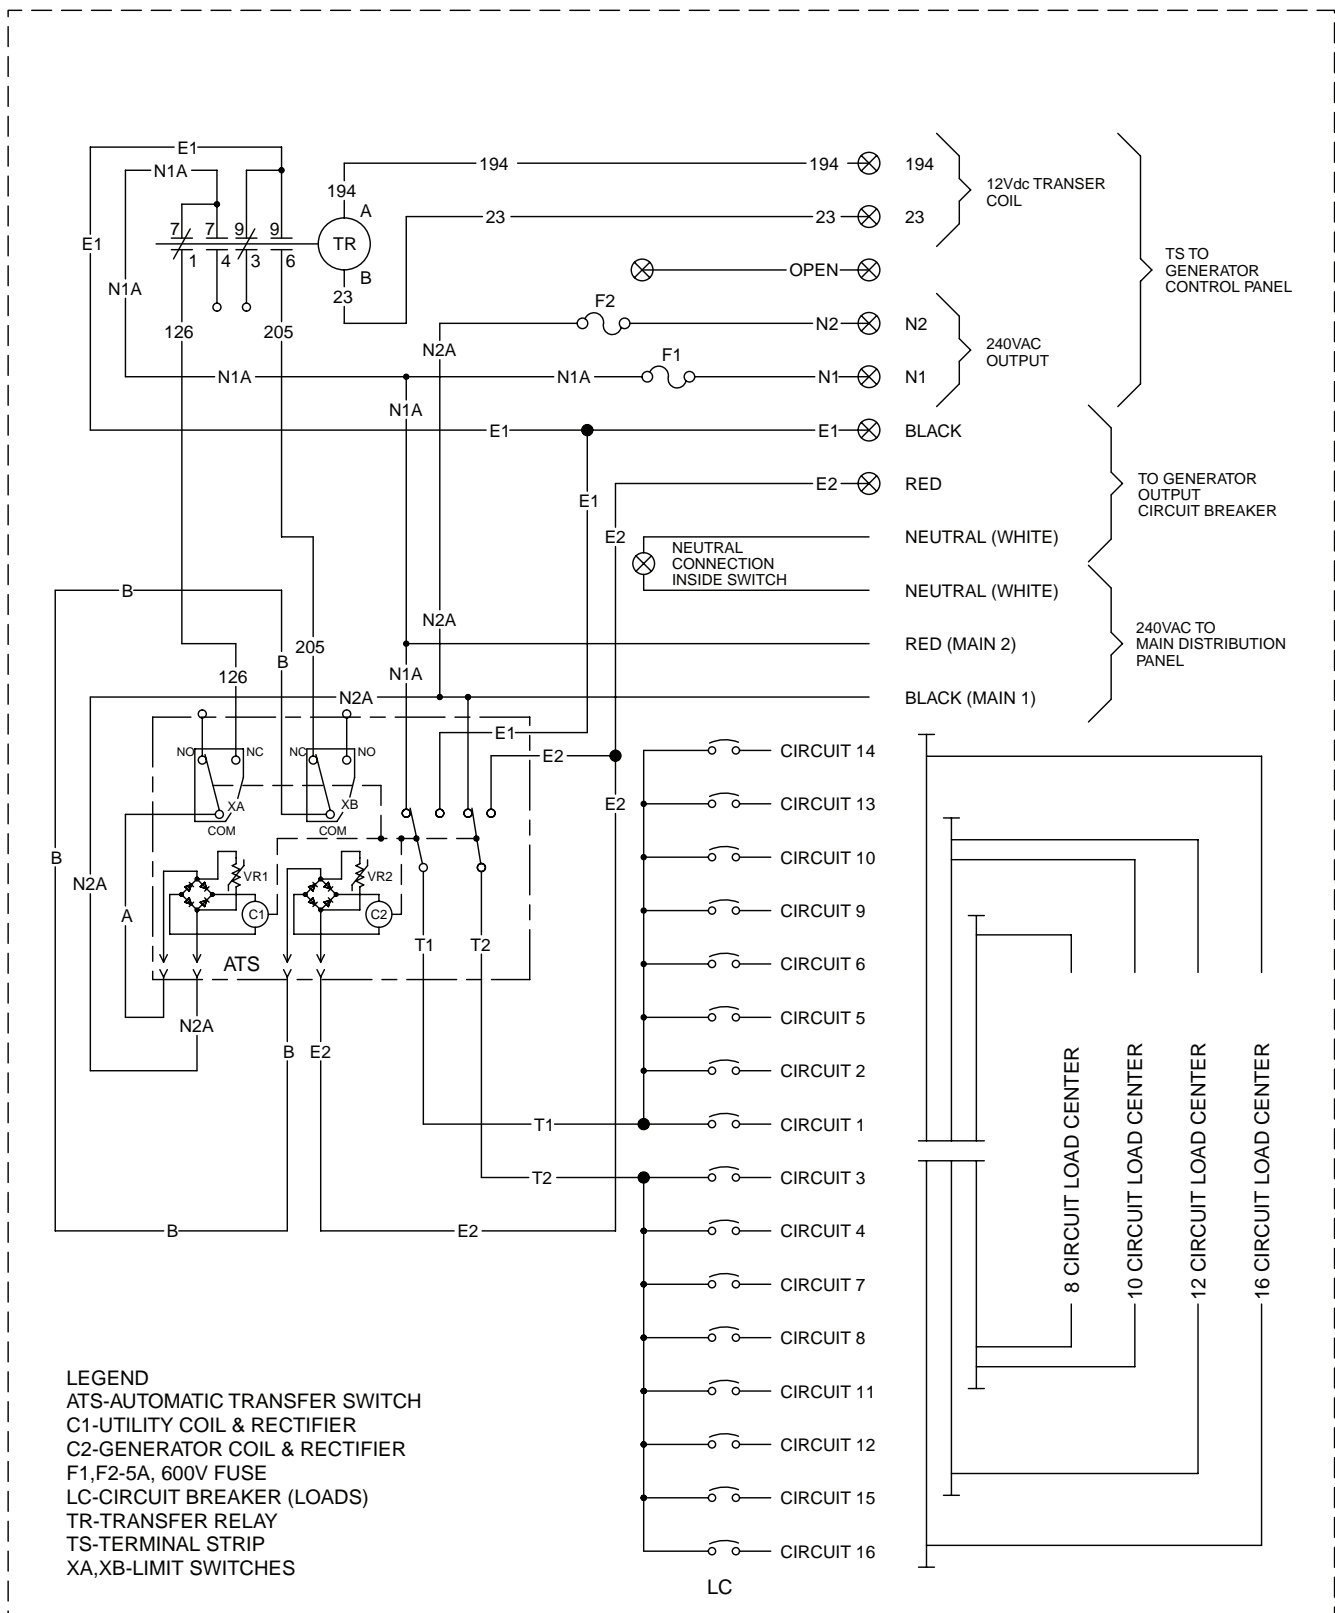 E1
N1A
194
194
194
194
A
12Vdc TRANSER
COIL
7
7
9
9
TR
23
23
23
E1
1
4
3
6
B
TS TO
GENERATOR
CONTROL PANEL
OPEN
N1A
23
F2
126
205
N2
N2
N2A
240VAC
OUTPUT
F1
N1A
N1A
N1
N1
N1A
E1
E1
BLACK
E2
RED
E1
TO GENERATOR
OUTPUT
CIRCUIT BREAKER
E2
NEUTRAL (WHITE)
NEUTRAL
CONNECTION
INSIDE SWITCH
B
NEUTRAL (WHITE)
N2A
240VAC TO
MAIN DISTRIBUTION
PANEL
205
RED (MAIN 2)
B
126
N1A
N2A
BLACK (MAIN 1)
E1
NO
NC
NC
NO
E2
CIRCUIT 14
XA
XB
E2
CIRCUIT 13
COM
COM
B
CIRCUIT 10
N2A
VR1
VR2
A
C1
C2
CIRCUIT 9
T1
T2
ATS
CIRCUIT 6
CIRCUIT 5
N2A
B
E2
CIRCUIT 2
T1
CIRCUIT 1
T2
CIRCUIT 3
B
E2
CIRCUIT 4
8 CIRCUIT LOAD CENTER
10 CIRCUIT LOAD CENTER
12 CIRCUIT LOAD CENTER
16 CIRCUIT LOAD CENTER
CIRCUIT 7
CIRCUIT 8
CIRCUIT 11
CIRCUIT 12
CIRCUIT 15
CIRCUIT 16
LC
LEGEND
ATS-AUTOMATIC TRANSFER SWITCH
C1-UTILITY COIL & RECTIFIER
C2-GENERATOR COIL & RECTIFIER
F1,F2-5A, 600V FUSE
LC-CIRCUIT BREAKER (LOADS)
TR-TRANSFER RELAY
TS-TERMINAL STRIP
XA,XB-LIMIT SWITCHES